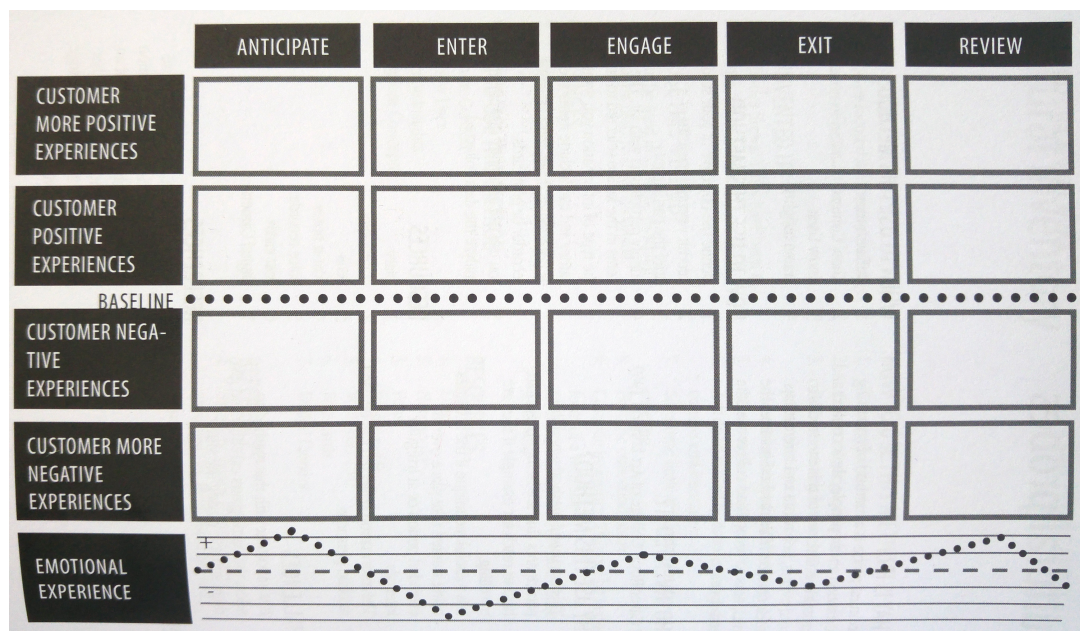 ANTICIPATE ENTER ENGAGE EXIT REVIEW
CUSTOMER
MORE POSITIVE
EXPERIENCES
CUSTOMER
POSITIVE
EXPERIENCES
BASELINE
CUSTOMER NEGA-
TIVE
EXPERIENCES
CUSTOMER MORE
NEGATIVE
EXPERIENCES
+
EMOTIONAL
EXPERIENCE
-